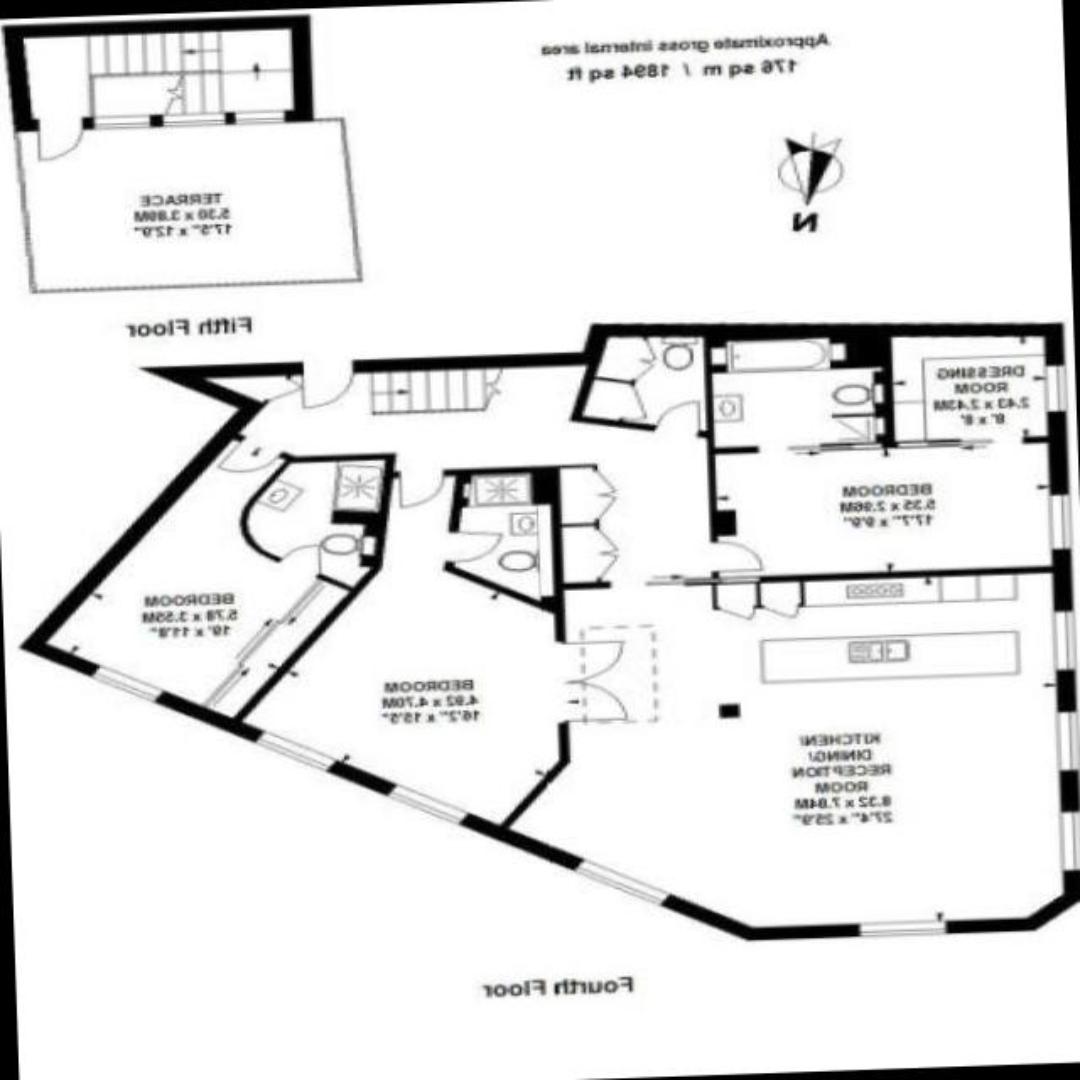 Approximate gross internal area
176 sq m / 1894 sq ft
N
TERRACE
5.30 x 3.89M
17'5" x 12'9"
Fifth Floor
DRESSING
ROOM
2.43 x 2.43M
8' x 8'
BEDROOM
5.35 x 2.96M
17'7" x 9'9"
BEDROOM
5.78 x 3.55M
19' x 11'8"
BEDROOM
4.92 x 4.70M
16'2" x 15'5"
KITCHEN/
DINING/
RECEPTION
ROOM
8.32 x 7.84M
27'4" x 25'9"
Fourth Floor